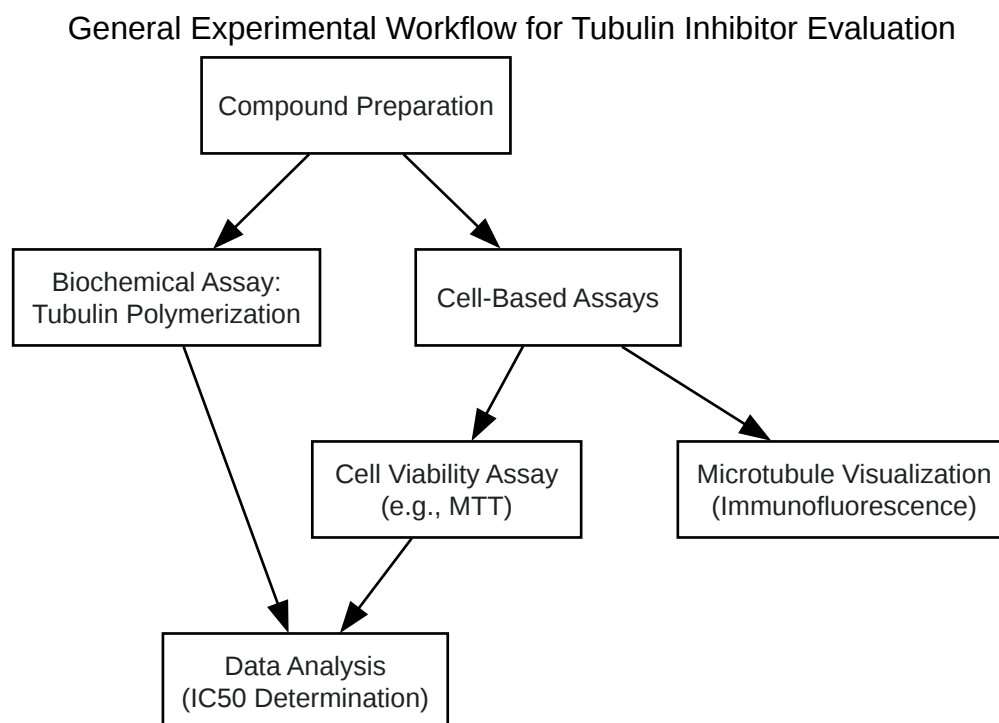 General Experimental Workflow for Tubulin Inhibitor Evaluation
Compound Preparation
Biochemical Assay:
Tubulin Polymerization
Cell-Based Assays
Cell Viability Assay
(e.g., MTT)
Microtubule Visualization
(Immunofluorescence)
Data Analysis
(IC50 Determination)